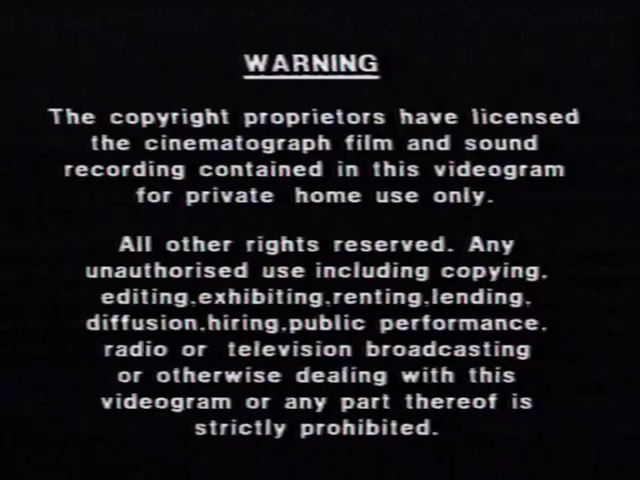 WARNING
The copyright proprietors have licensed
the cinematograph film and sound
recording contained in this videogram
for private home use only.
All other rights reserved. Any
unauthorised use including copying,
editing,exhibiting,renting,lending,
diffusion,hiring,public performance,
radio or television broadcasting
or otherwise dealing with this
videogram or any part thereof is
strictly prohibited.